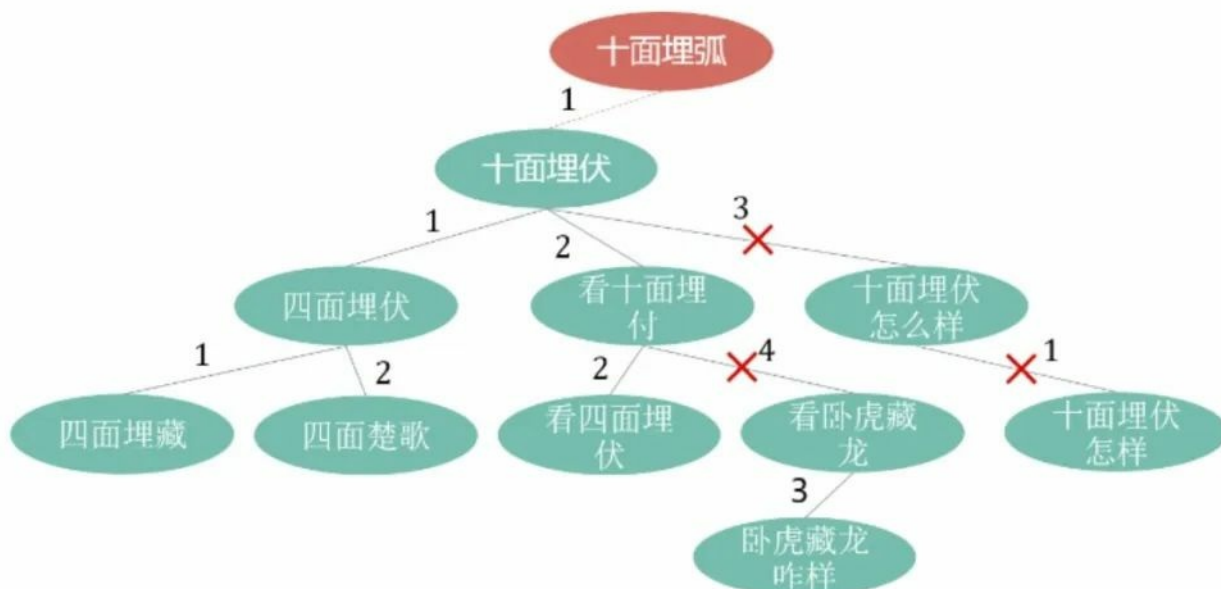 十面埋弧
1
十面埋伏
1
2
3
四面埋伏
看十面埋
付
十面埋伏
怎么样
1
2
2
4
1
四面埋藏
四面楚歌
看四面埋
伏
看卧虎藏
龙
十面埋伏
怎样
3
卧虎藏龙
咋样